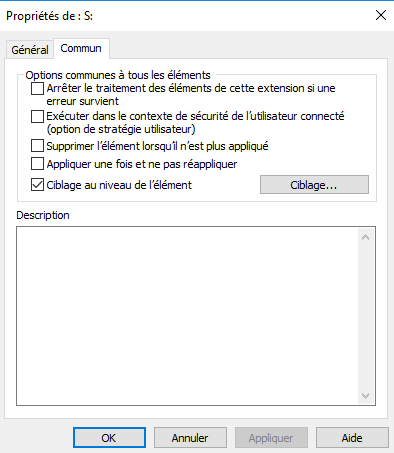 Propriétés de : S:
Général
Commun
Options communes à tous les éléments
Arrêter le traitement des éléments de cette extension si une
erreur survient
Exécuter dans le contexte de sécurité de l'utilisateur connecté
(option de stratégie utilisateur)
Supprimer l'élément lorsqu'il n'est plus appliqué
Appliquer une fois et ne pas réappliquer
Ciblage au niveau de l'élément
Ciblage...
Description
OK
Annuler
Appliquer
Aide